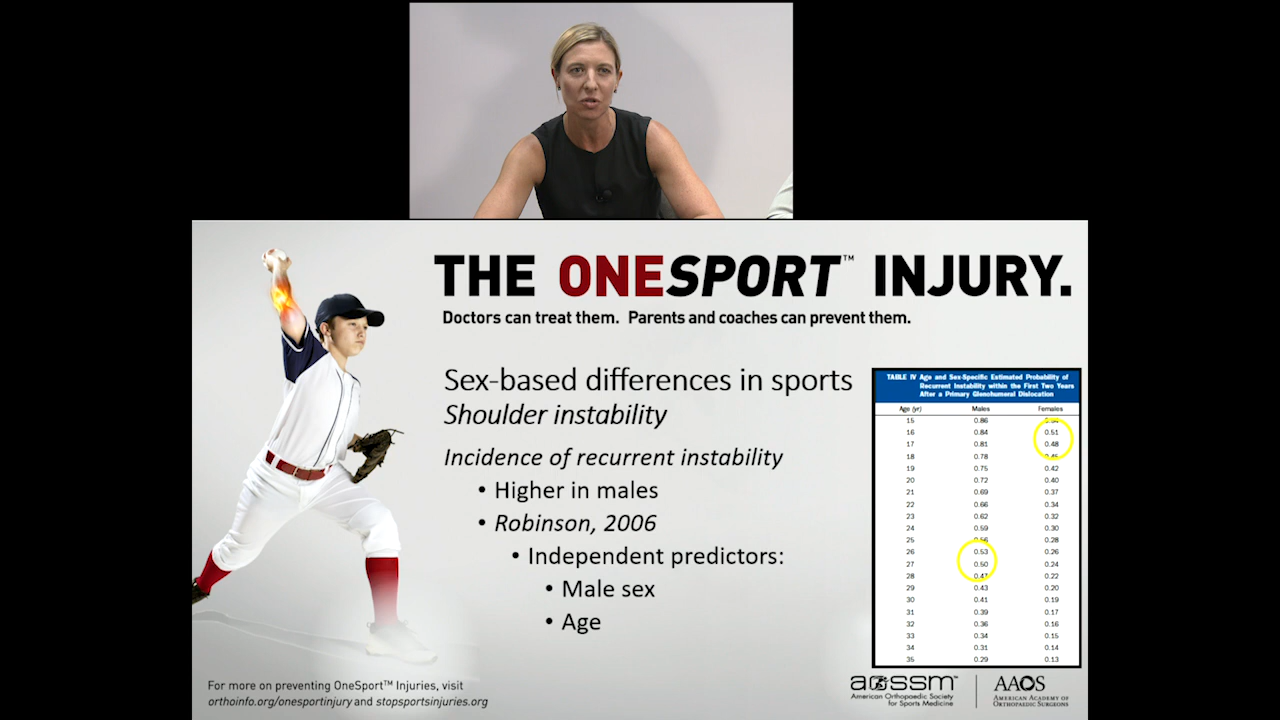 THE ONESPORT™ INJURY.
Doctors can treat them. Parents and coaches can prevent them.
Sex-based differences in sports
Shoulder instability
Incidence of recurrent instability
• Higher in males
• Robinson, 2006
• Independent predictors:
• Male sex
• Age
TABLE IV Age and Sex-Specific Estimated Probability of
Recurrent Instability within the First Two Years
After a Primary Glenohumeral Dislocation
Age (yr) Males Females
15 0.86
16 0.84 0.51
17 0.81 0.48
18 0.78
19 0.75 0.42
20 0.72 0.40
21 0.69 0.37
22 0.66 0.34
23 0.62 0.32
24 0.59 0.30
25 0.56 0.28
26 0.53 0.26
27 0.50 0.24
28 0.47 0.22
29 0.43 0.20
30 0.41 0.19
31 0.39 0.17
32 0.36 0.16
33 0.34 0.15
34 0.31 0.14
35 0.29 0.13
For more on preventing OneSport™ Injuries, visit
orthoinfo.org/onesportinjury and stopsportsinjuries.org
aossm™
American Orthopaedic Society
for Sports Medicine
AAOS
AMERICAN ACADEMY OF
ORTHOPAEDIC SURGEONS